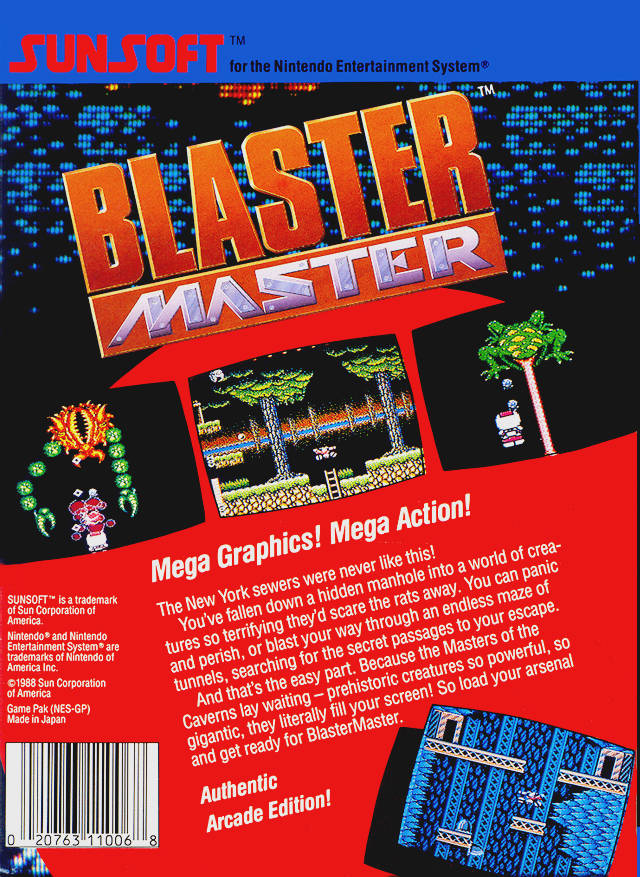 SUNSOFT™
for the Nintendo Entertainment System®
BLASTER™
MASTER
Mega Graphics! Mega Action!
The New York sewers were never like this!
You've fallen down a hidden manhole into a world of crea-
tures so terrifying they'd scare the rats away. You can panic
and perish, or blast your way through an endless maze of
tunnels, searching for the secret passages to your escape.
And that's the easy part. Because the Masters of the
Caverns lay waiting – prehistoric creatures so powerful, so
gigantic, they literally fill your screen! So load your arsenal
and get ready for BlasterMaster.
Authentic
Arcade Edition!
SUNSOFT™ is a trademark
of Sun Corporation of
America.
Nintendo® and Nintendo
Entertainment System® are
trademarks of Nintendo of
America Inc.
©1988 Sun Corporation
of America
Game Pak (NES-GP)
Made in Japan
0 20763 11006 8